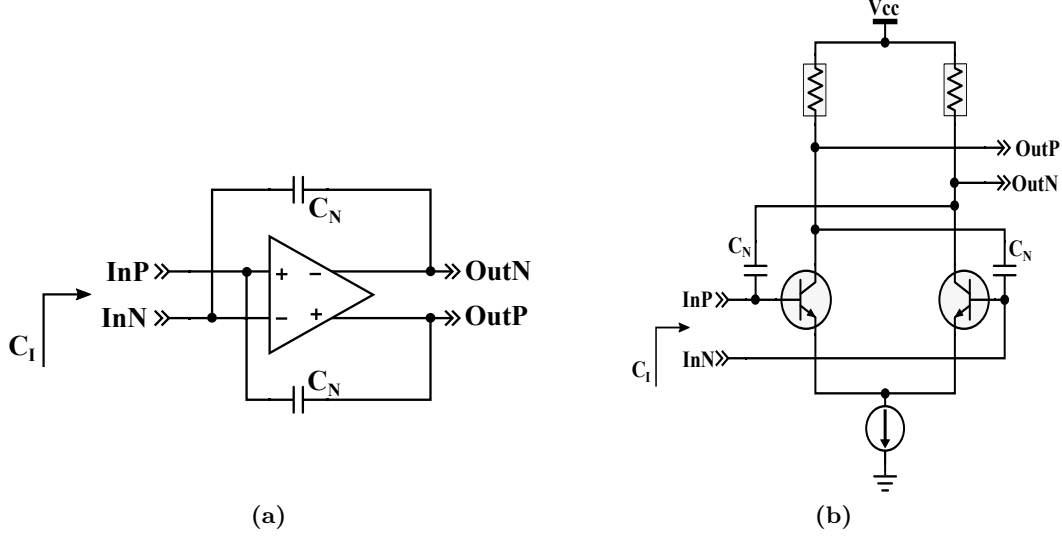 C_N
InP
+
−
OutN
InN
−
+
OutP
C_I
C_N
(a)
Vcc
OutP
OutN
C_N
C_N
InP
InN
C_I
(b)